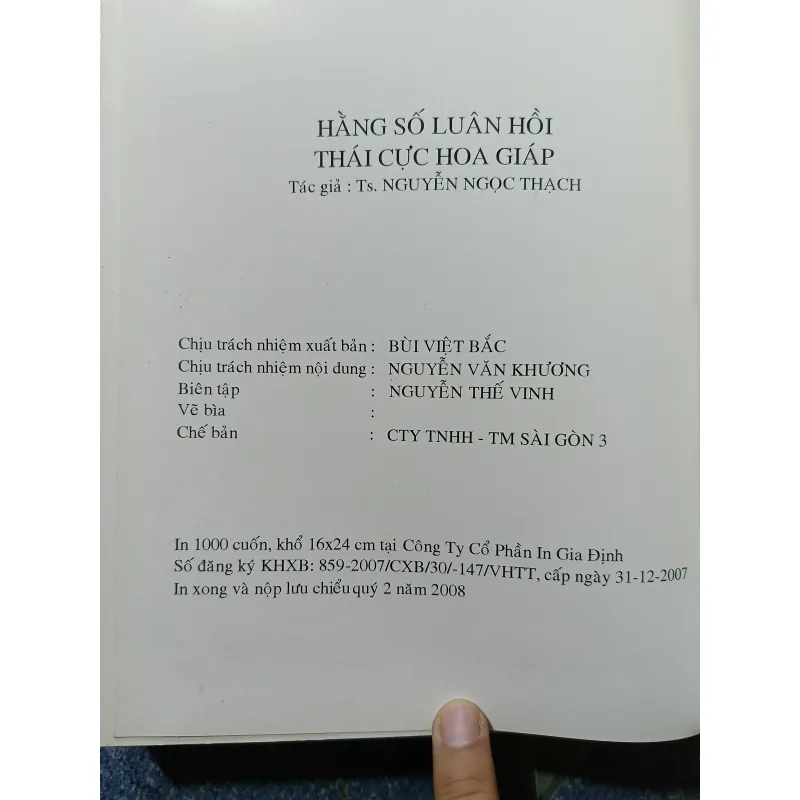 HẰNG SỐ LUÂN HỒI
THÁI CỰC HOA GIÁP
Tác giả : Ts. NGUYỄN NGỌC THẠCH
Chịu trách nhiệm xuất bản : BÙI VIỆT BẮC
Chịu trách nhiệm nội dung : NGUYỄN VĂN KHƯƠNG
Biên tập : NGUYỄN THẾ VINH
Vẽ bìa :
Chế bản : CTY TNHH - TM SÀI GÒN 3
In 1000 cuốn, khổ 16x24 cm tại Công Ty Cổ Phần In Gia Định
Số đăng ký KHXB: 859-2007/CXB/30/-147/VHTT, cấp ngày 31-12-2007
In xong và nộp lưu chiểu quý 2 năm 2008